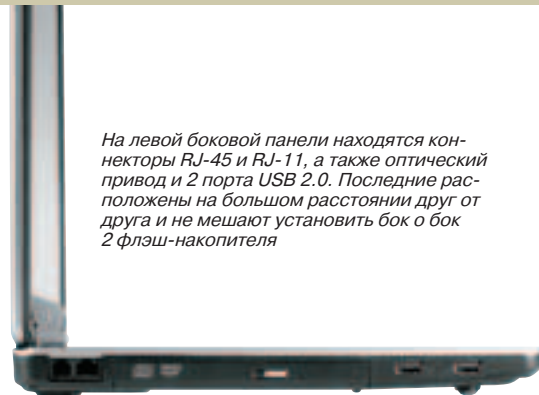 На левой боковой панели находятся кон-
некторы RJ-45 и RJ-11, а также оптический
привод и 2 порта USB 2.0. Последние рас-
положены на большом расстоянии друг от
друга и не мешают установить бок о бок
2 флэш-накопителя